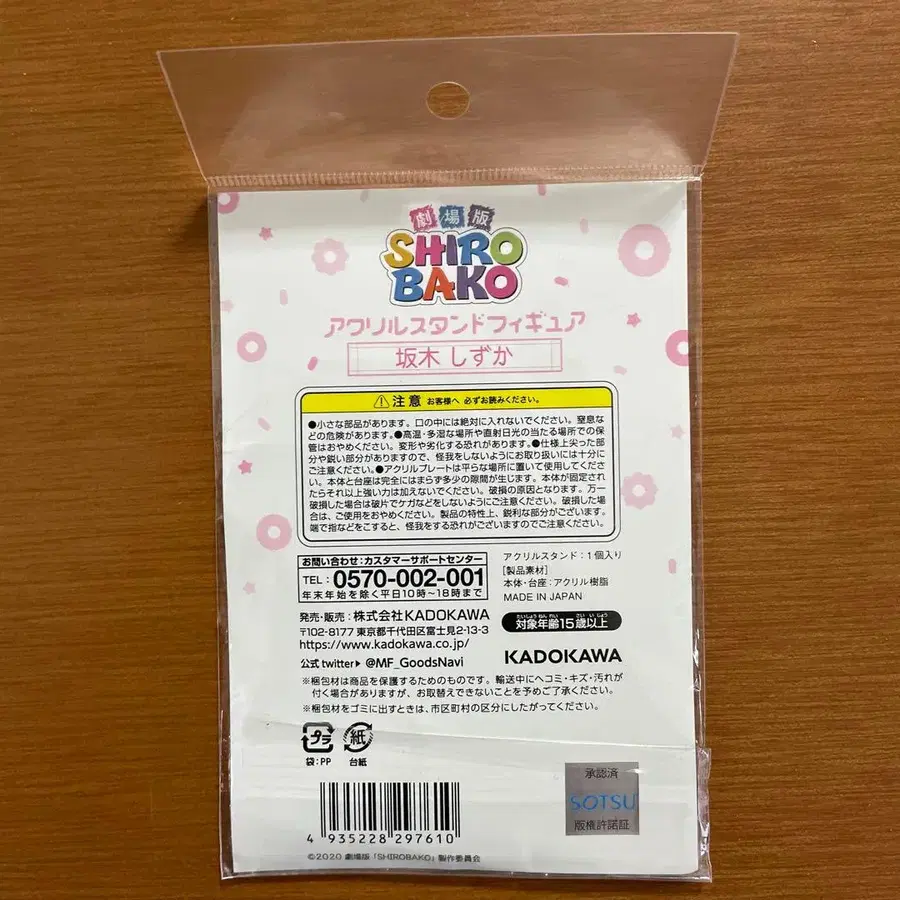 劇場版
SHIRO
BAKO
アクリルスタンドフィギュア
坂木 しずか
⚠注意 お客様へ 必ずお読みください。
●小さな部品があります。口の中には絶対に入れないでください。窒息な
どの危険があります。●高温・多湿な場所や直射日光の当たる場所での保
管はおやめください。変形や劣化する恐れがあります。●仕様上尖った部
分や鋭い部分がありますので、怪我をしないようにお取り扱いには十分に
ご注意ください。●アクリルプレートは平らな場所に置いて使用してくださ
い。本体と台座は完全にはまらず多少の隙間が生じます。本体が固定され
たらそれ以上強い力は加えないでください。破損の原因となります。万一
破損した場合は破片でケガなどをしないようにご注意ください。破損した場
合は、ご使用をおやめください。製品の特性上、鋭利な部分がございます。
端で指などをこすると、怪我をする恐れがございますのでご注意ください。
お問い合わせ:カスタマーサポートセンター
TEL: 0570-002-001
年末年始を除く平日10時~18時まで
アクリルスタンド:1個入り
[製品素材]
本体・台座:アクリル樹脂
MADE IN JAPAN
発売・販売:株式会社KADOKAWA
〒102-8177 東京都千代田区富士見2-13-3
https://www.kadokawa.co.jp/
公式twitter▶ @MF_GoodsNavi
たいしょうねんれい さい いじょう
対象年齢15歳以上
KADOKAWA
※梱包材は商品を保護するためのものです。輸送中にヘコミ・キズ・汚れが
付く場合がありますが、お取替えできないことを予めご了承ください。
※梱包材をゴミに出すときは、市区町村の区分にしたがってください。
プラ
袋:PP
紙
台紙
承認済
SOTSU
版権許諾証
4 935228 297610
©2020 劇場版「SHIROBAKO」製作委員会